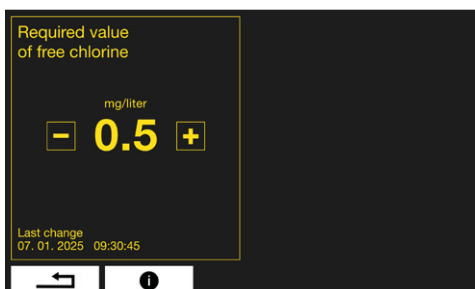 Required value
of free chlorine
mg/liter
− 0.5 +
Last change
07. 01. 2025 09:30:45
i